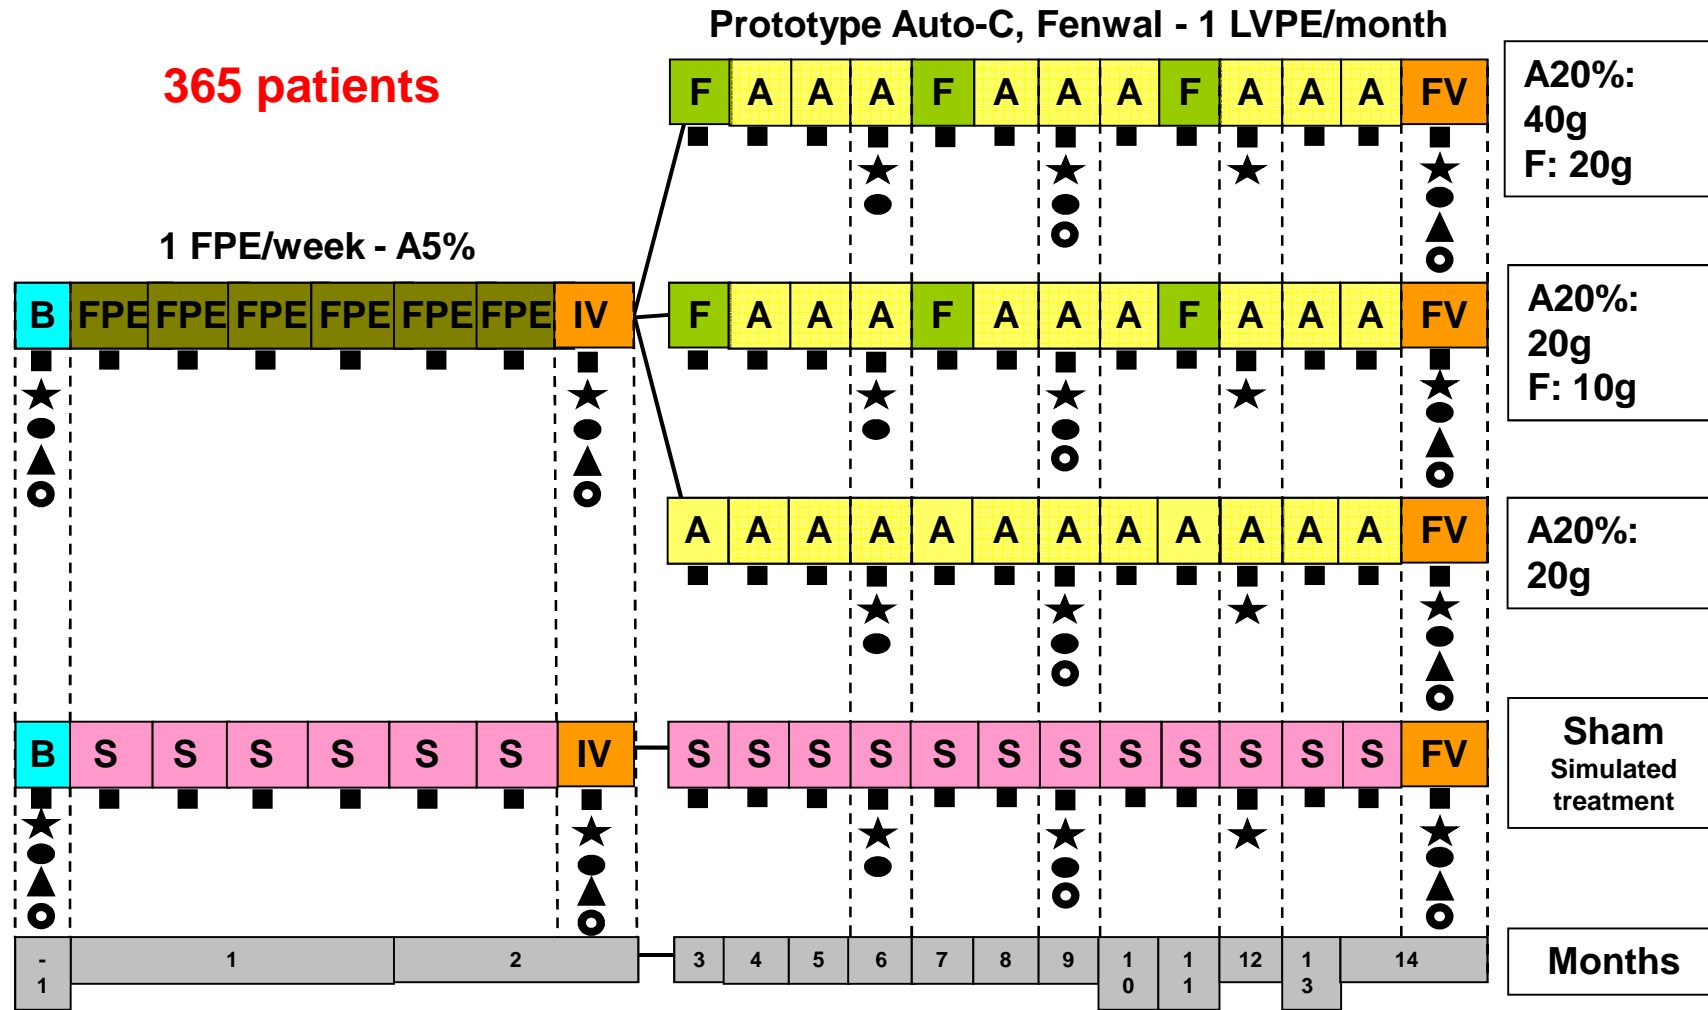 Prototype Auto-C, Fenwal - 1 LVPE/month
365 patients
F A A A F A A A F A A A FV
A20%:
40g
F: 20g
1 FPE/week - A5%
B FPE FPE FPE FPE FPE FPE IV
F A A A F A A A F A A A FV
A20%:
20g
F: 10g
A A A A A A A A A A A A FV
A20%:
20g
B S S S S S S IV
S S S S S S S S S S S S FV
Sham
Simulated
treatment
-1 1 2 3 4 5 6 7 8 9 10 11 12 13 14
Months